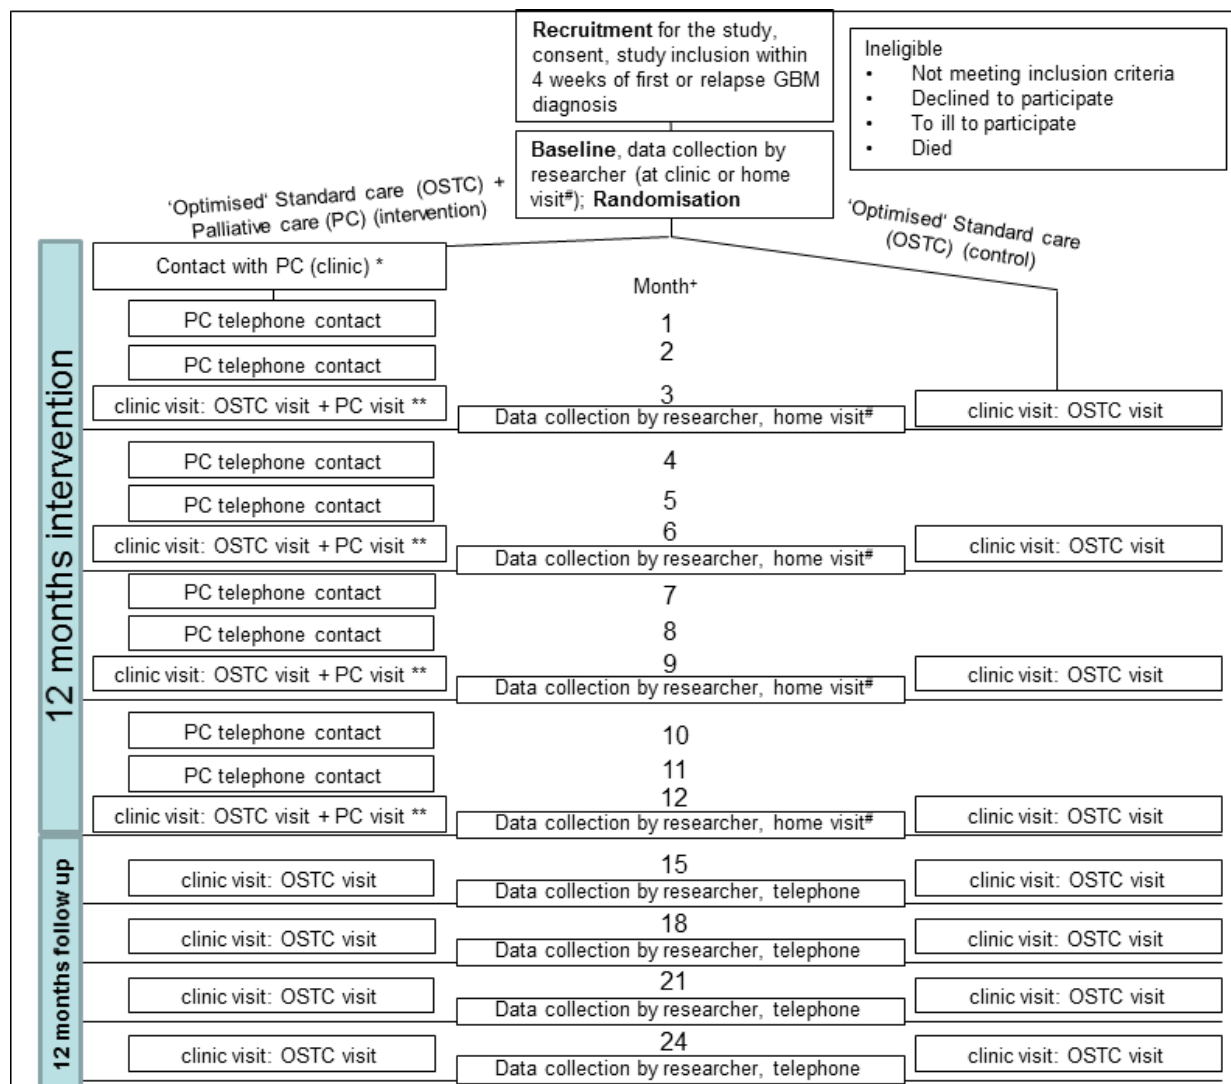 Recruitment for the study,
consent, study inclusion within
4 weeks of first or relapse GBM
diagnosis
Ineligible
• Not meeting inclusion criteria
• Declined to participate
• To ill to participate
• Died
Baseline, data collection by
researcher (at clinic or home
visit#); Randomisation
'Optimised' Standard care (OSTC) +
Palliative care (PC) (intervention)
'Optimised' Standard care
(OSTC) (control)
12 months intervention
Contact with PC (clinic) *
Month+
PC telephone contact
1
PC telephone contact
2
clinic visit: OSTC visit + PC visit **
3
Data collection by researcher, home visit#
clinic visit: OSTC visit
PC telephone contact
4
PC telephone contact
5
clinic visit: OSTC visit + PC visit **
6
Data collection by researcher, home visit#
clinic visit: OSTC visit
PC telephone contact
7
PC telephone contact
8
clinic visit: OSTC visit + PC visit **
9
Data collection by researcher, home visit#
clinic visit: OSTC visit
PC telephone contact
10
PC telephone contact
11
clinic visit: OSTC visit + PC visit **
12
Data collection by researcher, home visit#
clinic visit: OSTC visit
12 months follow up
clinic visit: OSTC visit
15
Data collection by researcher, telephone
clinic visit: OSTC visit
clinic visit: OSTC visit
18
Data collection by researcher, telephone
clinic visit: OSTC visit
clinic visit: OSTC visit
21
Data collection by researcher, telephone
clinic visit: OSTC visit
clinic visit: OSTC visit
24
Data collection by researcher, telephone
clinic visit: OSTC visit